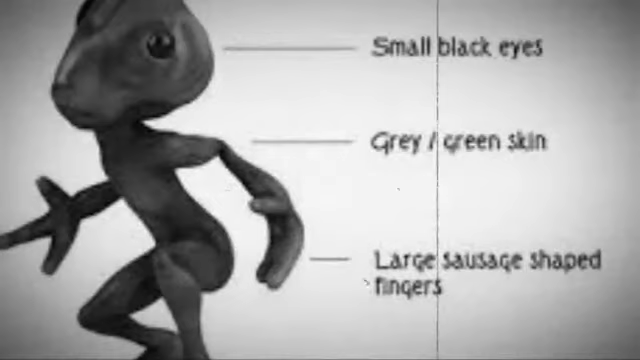 Small black eyes
Grey / green skin
Large sausage shaped
fingers